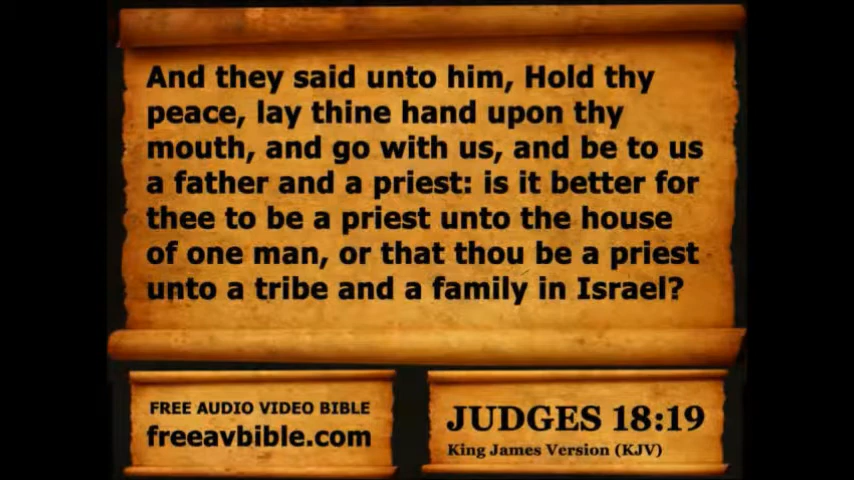 And they said unto him, Hold thy
peace, lay thine hand upon thy
mouth, and go with us, and be to us
a father and a priest: is it better for
thee to be a priest unto the house
of one man, or that thou be a priest
unto a tribe and a family in Israel?
FREE AUDIO VIDEO BIBLE
freeavbible.com
JUDGES 18:19
King James Version (KJV)